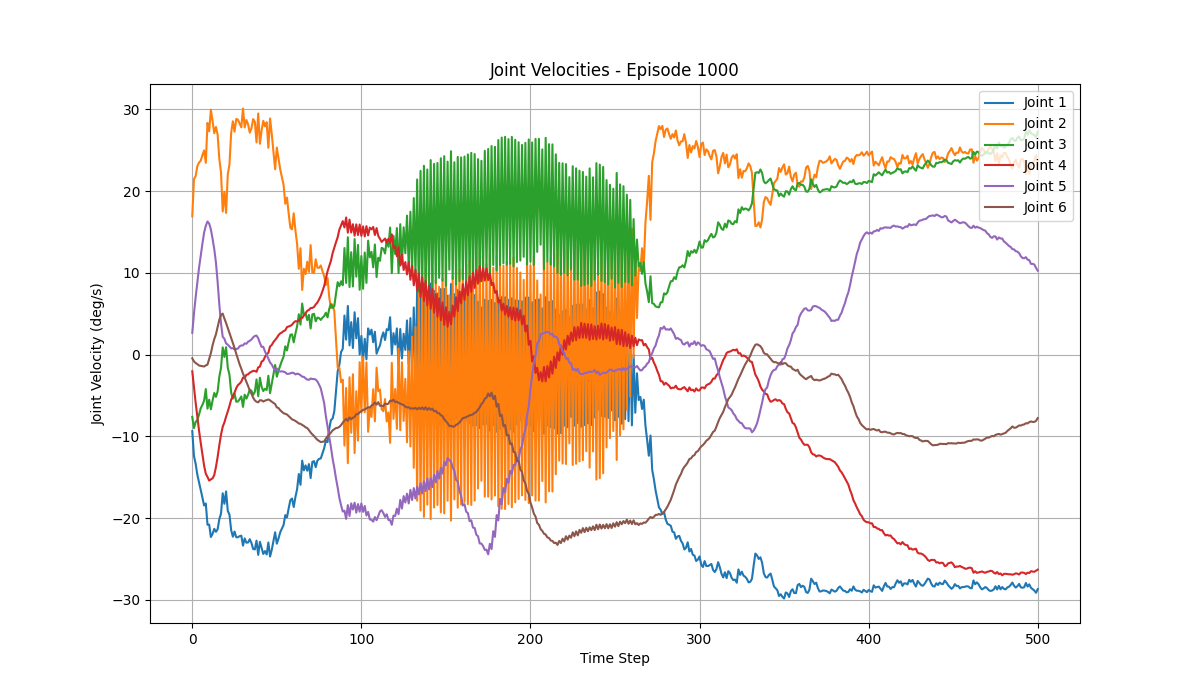 Joint Velocities - Episode 1000
Joint Velocity (deg/s)
30
20
10
0
−10
−20
−30
0
100
200
300
400
500
Time Step
Joint 1
Joint 2
Joint 3
Joint 4
Joint 5
Joint 6